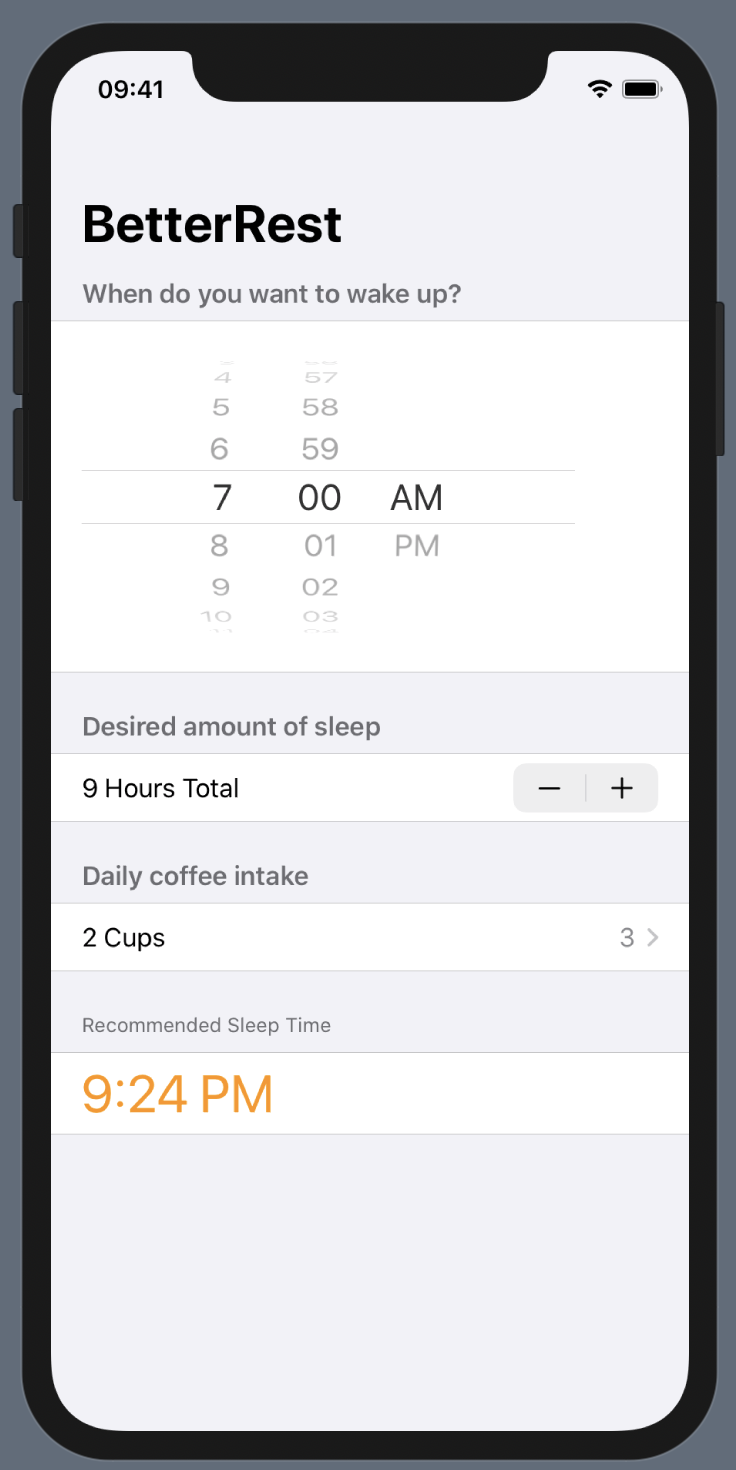 09:41
BetterRest
When do you want to wake up?
4 57
5 58
6 59
7 00 AM
8 01 PM
9 02
10 03
Desired amount of sleep
9 Hours Total − +
Daily coffee intake
2 Cups 3 >
Recommended Sleep Time
9:24 PM